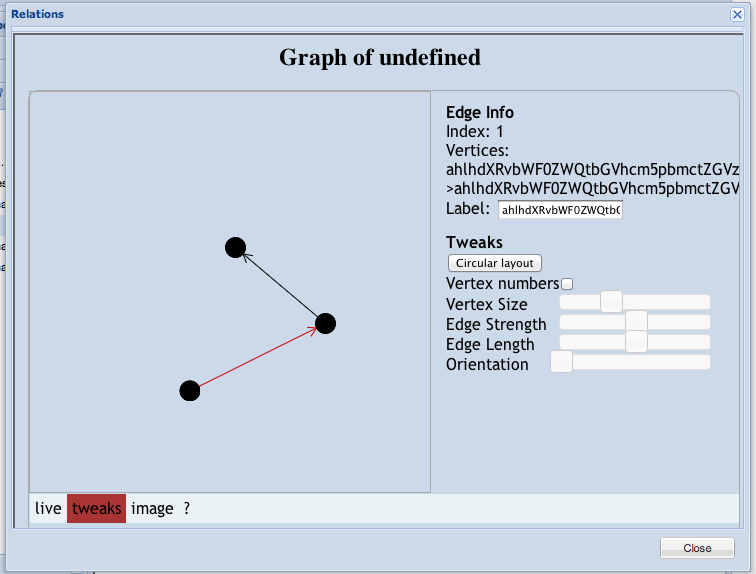 Relations
Graph of undefined
Edge Info
Index: 1
Vertices:
ahlhdXRvbWF0ZWQtbGVhcm5pbmctZGVz
>ahlhdXRvbWF0ZWQtbGVhcm5pbmctZGV
Label: ahlhdXRvbWF0ZWQtb
Tweaks
Circular layout
Vertex numbers
Vertex Size
Edge Strength
Edge Length
Orientation
live tweaks image ?
Close